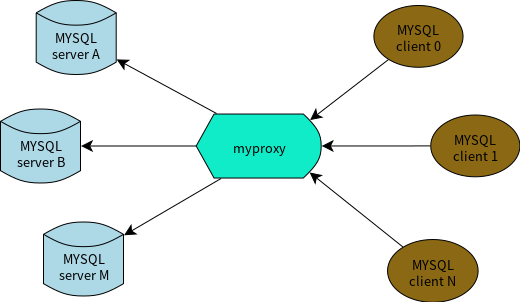 MYSQL
server A
MYSQL
client 0
MYSQL
server B
myproxy
MYSQL
client 1
MYSQL
server M
MYSQL
client N